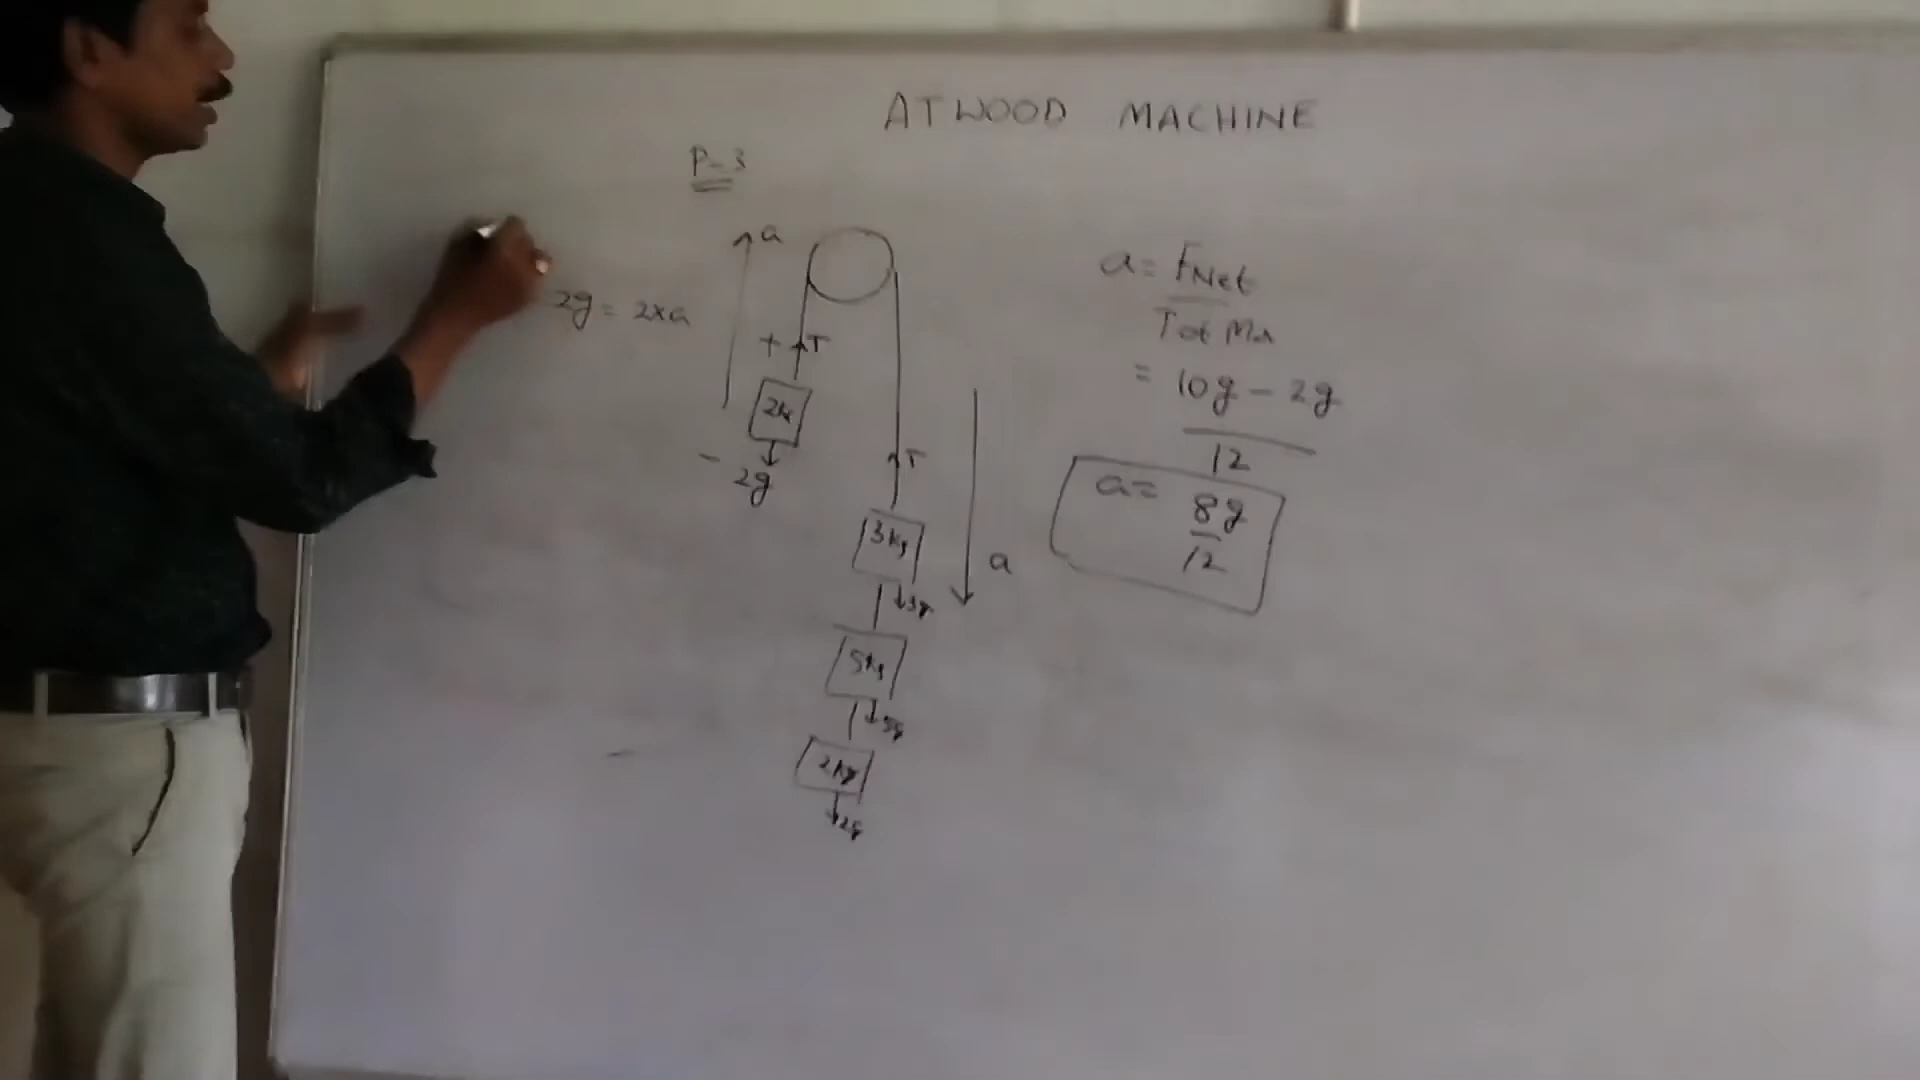 ATWOOD MACHINE
P-3
a
2g = 2xa
+ T
2k
- 2g
T
3kg
3g
5kg
5g
2kg
2g
a
a = FNet
Tot Ma
= 10g - 2g
12
a = 8g
12